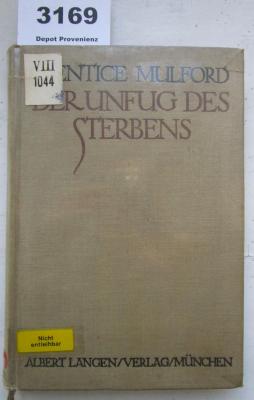 3169
Depot Provenienz
VIII
1044
ENTICE MULFORD
DER UNFUG DES
STERBENS
Nicht
entleihbar
ALBERT LANGEN/VERLAG/MÜNCHEN